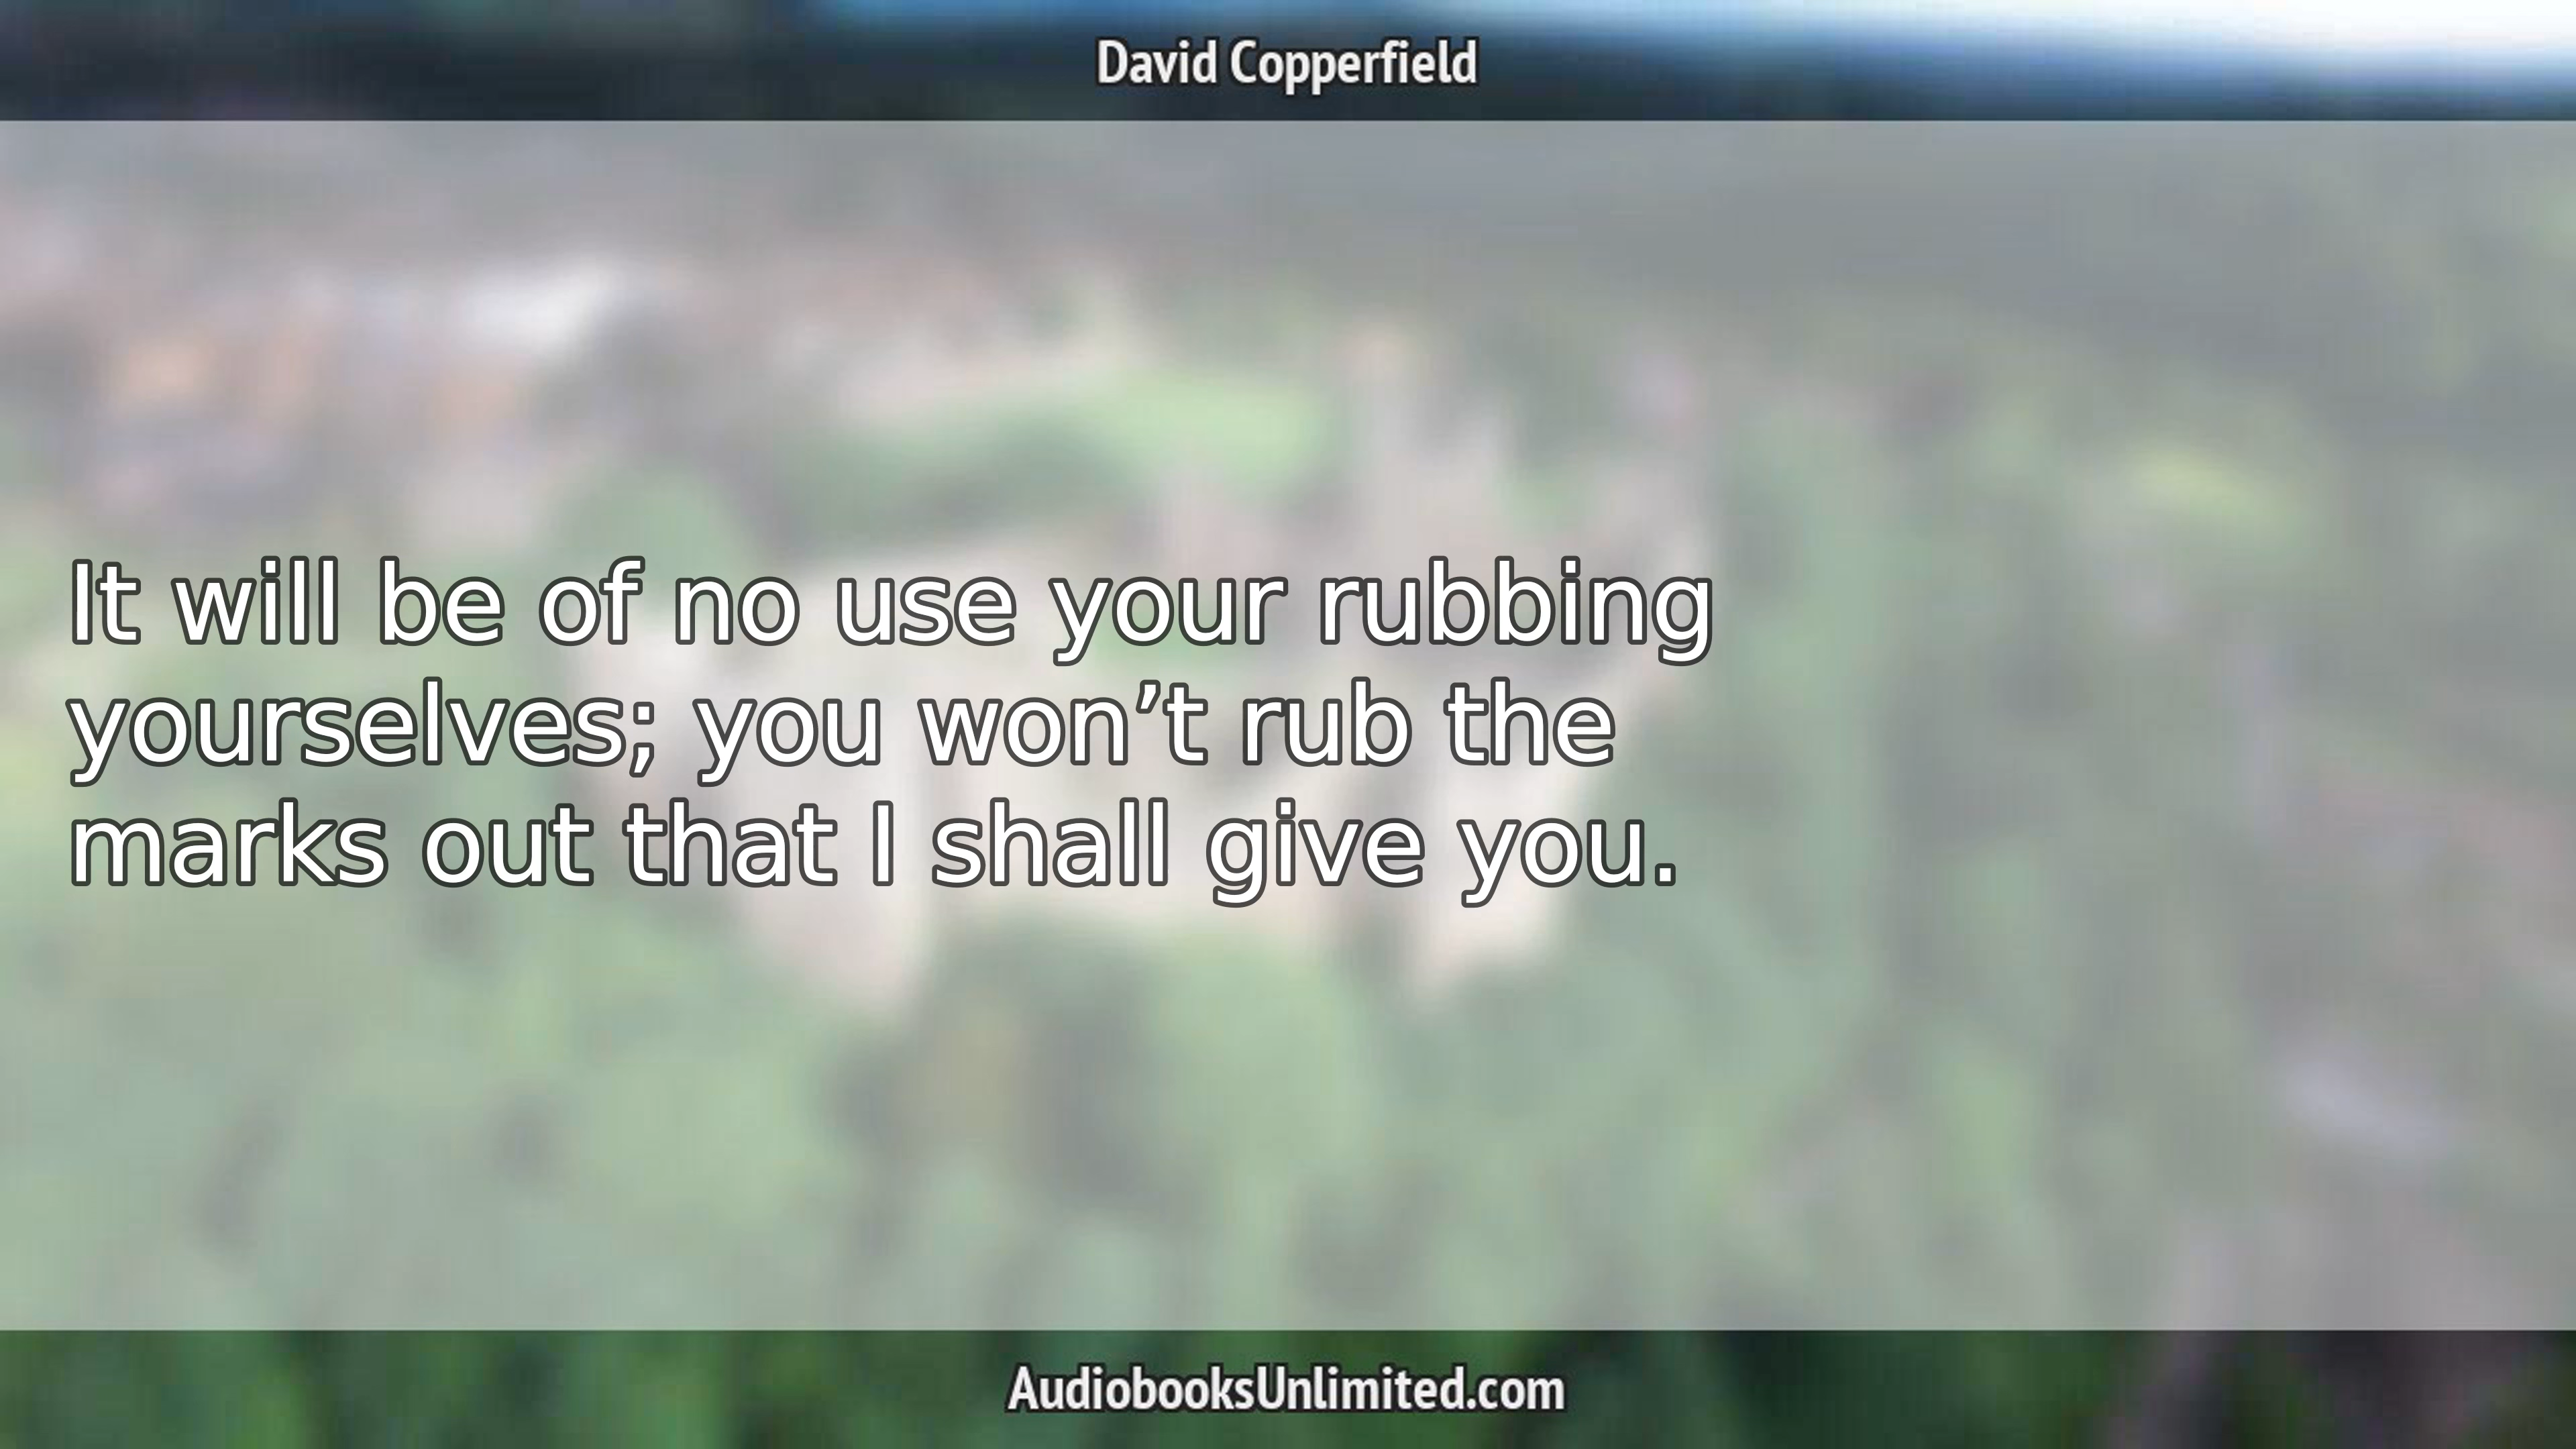 David Copperfield
It will be of no use your rubbing
yourselves; you won’t rub the
marks out that I shall give you.
AudiobooksUnlimited.com